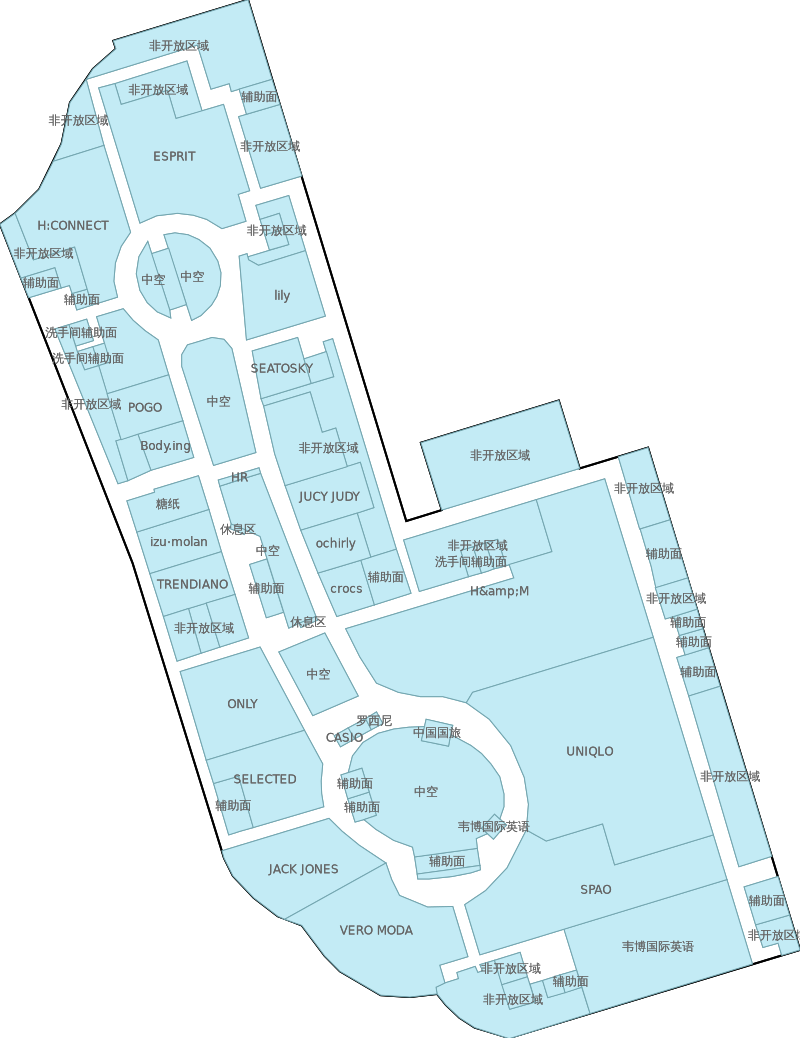 非开放区域
非开放区域
辅助面
非开放区域
非开放区域
ESPRIT
H:CONNECT
非开放区域
非开放区域
中空
中空
辅助面
lily
辅助面
洗手间辅助面
洗手间辅助面
SEATOSKY
非开放区域
POGO
中空
Body.ing
非开放区域
非开放区域
HR
非开放区域
JUCY JUDY
糖纸
休息区
izu·molan
中空
ochirly
非开放区域
洗手间辅助面
辅助面
TRENDIANO
辅助面
辅助面
crocs
H&amp;M
非开放区域
非开放区域
休息区
辅助面
辅助面
中空
辅助面
ONLY
罗西尼
CASIO
中国国旅
UNIQLO
SELECTED
辅助面
非开放区域
中空
辅助面
辅助面
韦博国际英语
辅助面
JACK JONES
SPAO
辅助面
VERO MODA
非开放区
韦博国际英语
非开放区域
辅助面
非开放区域